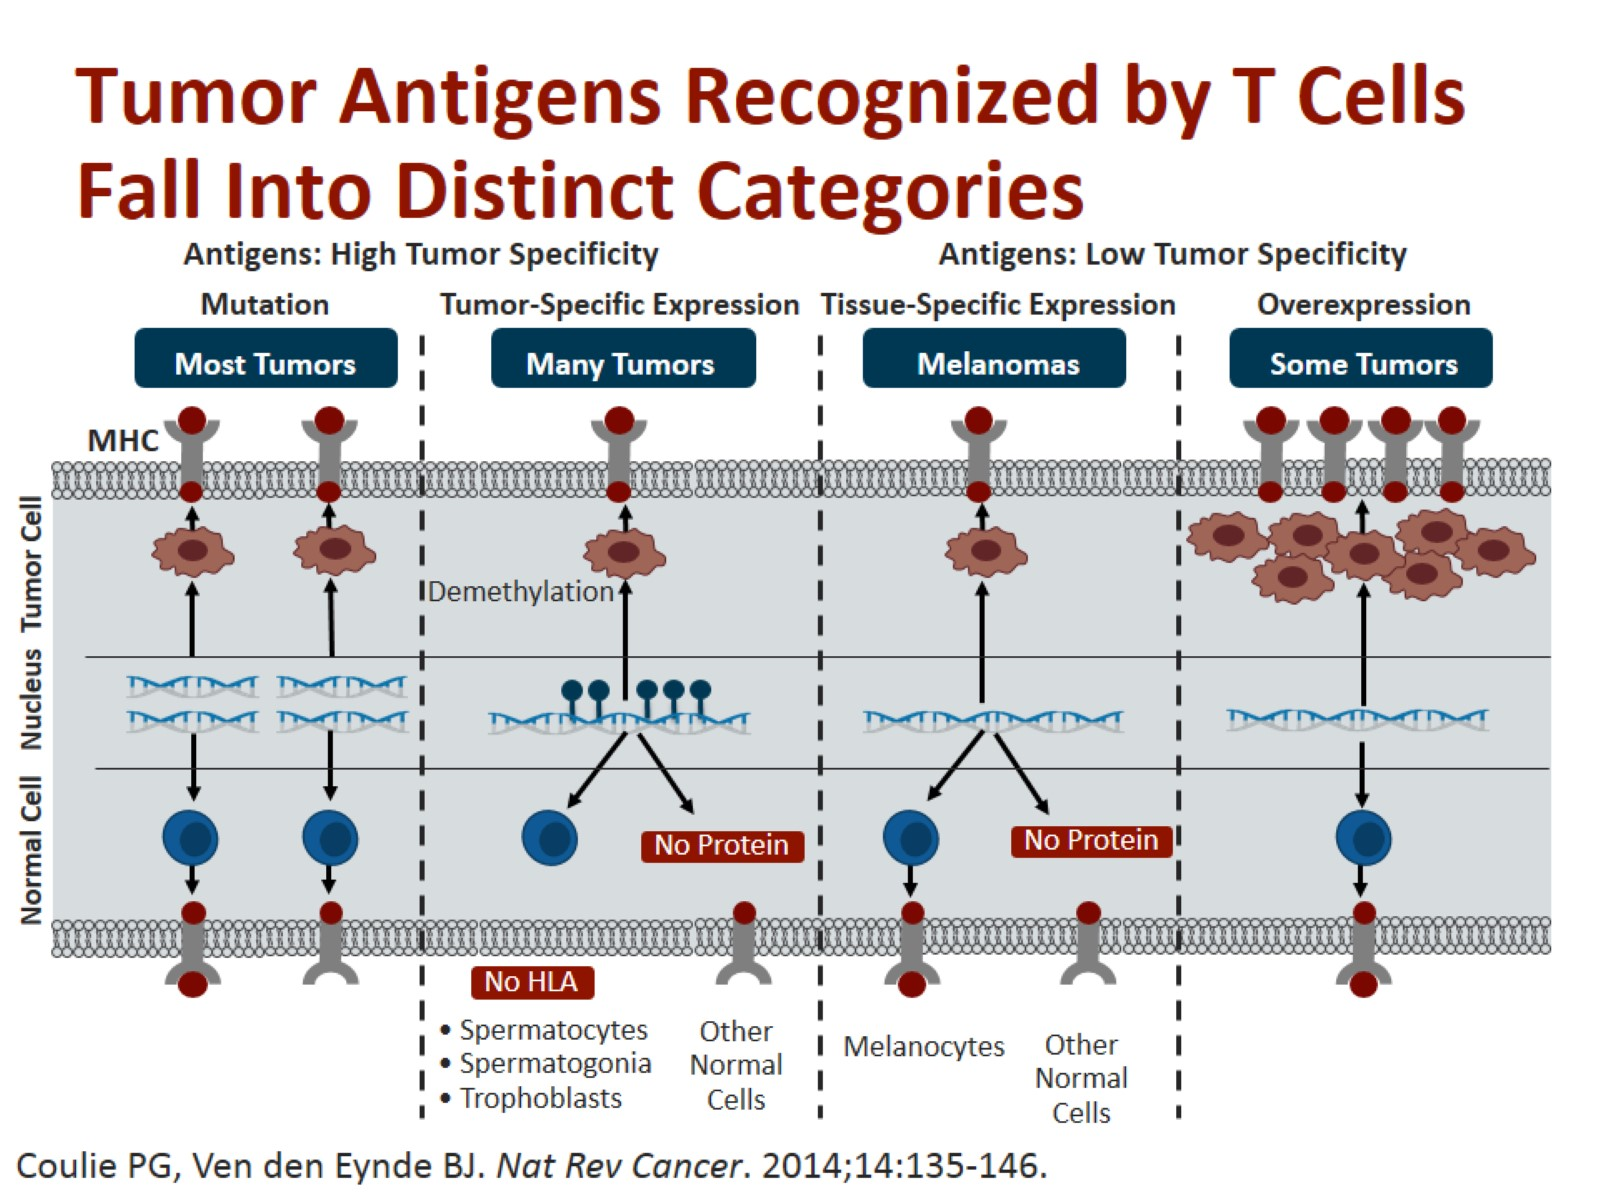 Tumor Antigens Recognized by T Cells
Fall Into Distinct Categories
Antigens: High Tumor Specificity
Antigens: Low Tumor Specificity
Mutation
Tumor-Specific Expression
Tissue-Specific Expression
Overexpression
Most Tumors
Many Tumors
Melanomas
Some Tumors
MHC
Tumor Cell
Demethylation
Nucleus
Normal Cell
No Protein
No Protein
No HLA
• Spermatocytes
• Spermatogonia
• Trophoblasts
Other
Normal
Cells
Melanocytes
Other
Normal
Cells
Coulie PG, Ven den Eynde BJ. Nat Rev Cancer. 2014;14:135-146.